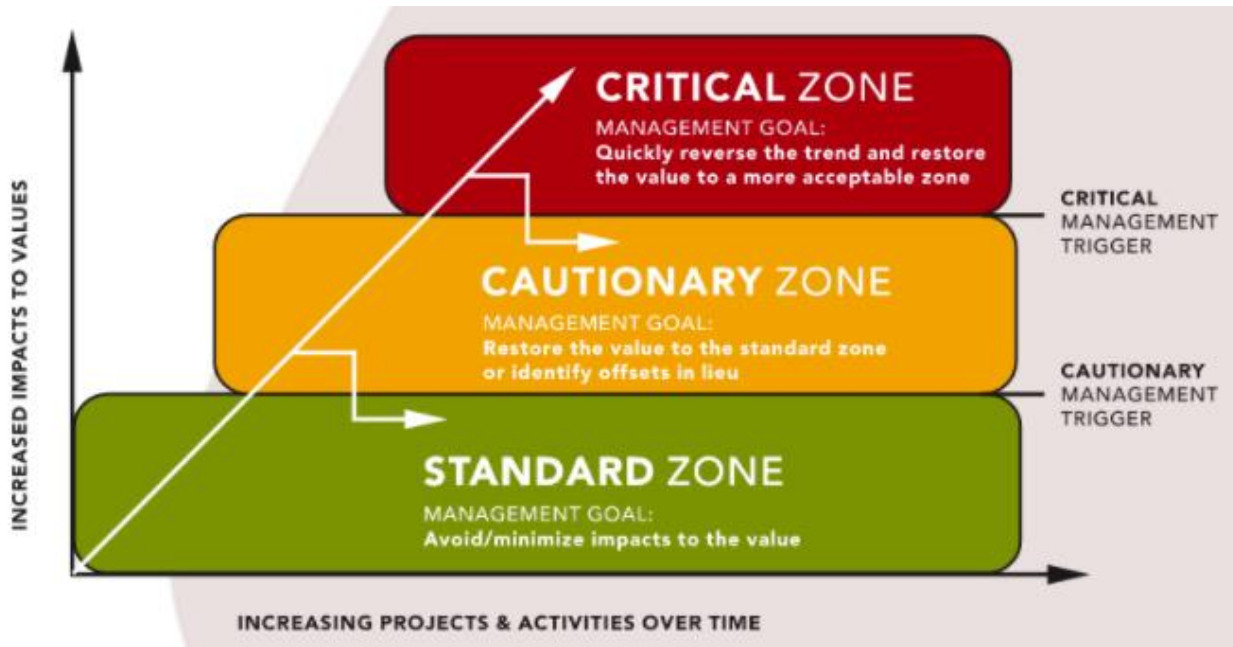 INCREASED IMPACTS TO VALUES
CRITICAL ZONE
MANAGEMENT GOAL:
Quickly reverse the trend and restore
the value to a more acceptable zone
CRITICAL
MANAGEMENT
TRIGGER
CAUTIONARY ZONE
MANAGEMENT GOAL:
Restore the value to the standard zone
or identify offsets in lieu
CAUTIONARY
MANAGEMENT
TRIGGER
STANDARD ZONE
MANAGEMENT GOAL:
Avoid/minimize impacts to the value
INCREASING PROJECTS & ACTIVITIES OVER TIME